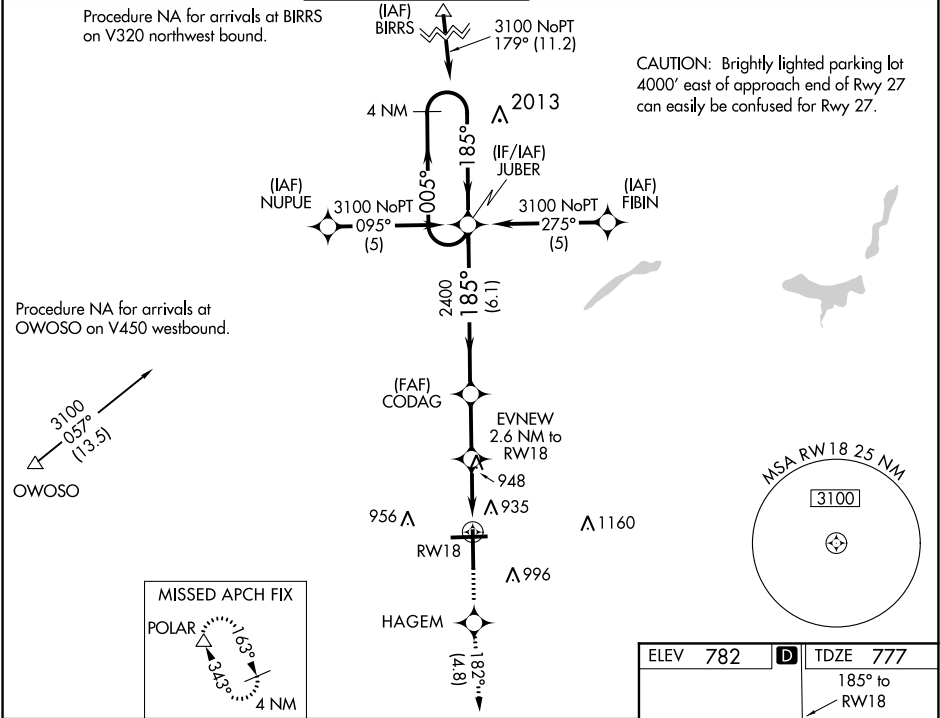 Procedure NA for arrivals at BIRRS
on V320 northwest bound.
(IAF)
BIRRS
3100 NoPT
179° (11.2)
CAUTION: Brightly lighted parking lot
4000' east of approach end of Rwy 27
can easily be confused for Rwy 27.
4 NM
2013
005°
185°
(IF/IAF)
JUBER
(IAF)
NUPUE
3100 NoPT
095°
(5)
3100 NoPT
275°
(5)
(IAF)
FIBIN
2400
185°
(6.1)
Procedure NA for arrivals at
OWOSO on V450 westbound.
3100
057°
(13.5)
OWOSO
(FAF)
CODAG
EVNEW
2.6 NM to
RW18
948
935
956
1160
RW18
996
HAGEM
182°
(4.8)
MSA RW18 25 NM
3100
MISSED APCH FIX
POLAR
163°
343°
4 NM
ELEV 782 D TDZE 777
185° to
RW18